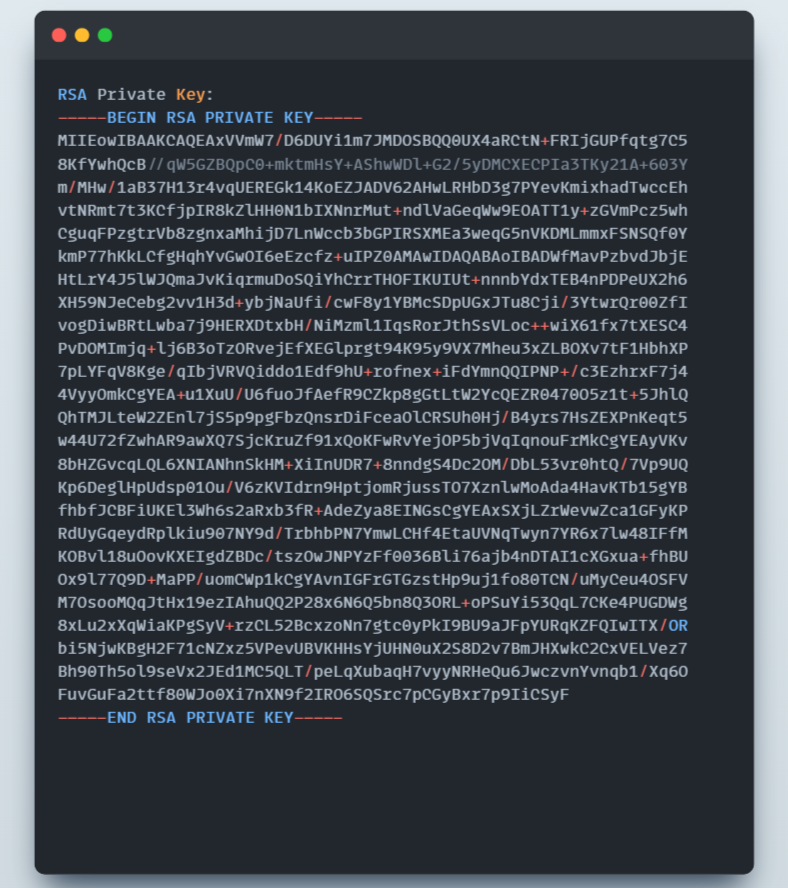 RSA Private Key:
-----BEGIN RSA PRIVATE KEY-----
MIIEowIBAAKCAQEAxVVmW7/D6DUYi1m7JMDOSBQQ0UX4aRCtN+FRIjGUPfqtg7C5
8KfYwhQcB//qW5GZBQpC0+mktmHsY+AShwWDl+G2/5yDMCXECPIa3TKy21A+603Y
m/MHw/1aB37H13r4vqUEREGk14KoEZJADV62AHwLRHbD3g7PYevKmixhadTwccEh
vtNRmt7t3KCfjpIR8kZlHH0N1bIXNnrMut+ndlVaGeqWw9EOATT1y+zGVmPcz5wh
CguqFPzgtrVb8zgnxaMhijD7LnWccb3bGPIRSXMEa3weqG5nVKDMLmmxFSNSQf0Y
kmP77hKkLCfgHqhYvGwOI6eEzcfz+uIPZ0AMAwIDAQABAoIBADWfMavPzbvdJbjE
HtLrY4J5lWJQmaJvKiqrmuDoSQiYhCrrTHOFIKUIUt+nnnbYdxTEB4nPDPeUX2h6
XH59NJeCebg2vv1H3d+ybjNaUfi/cwF8y1YBMcSDpUGxJTu8Cji/3YtwrQr00ZfI
vogDiwBRtLwba7j9HERXDtxbH/NiMzml1IqsRorJthSsVLoc++wiX61fx7tXESC4
PvDOMImjq+lj6B3oTzORvejEfXEGlprgt94K95y9VX7Mheu3xZLBOXv7tF1HbhXP
7pLYFqV8Kge/qIbjVRVQiddo1Edf9hU+rofnex+iFdYmnQQIPNP+/c3EzhrxF7j4
4VyyOmkCgYEA+u1XuU/U6fuoJfAefR9CZkp8gGtLtW2YcQEZR0470O5z1t+5JhlQ
QhTMJLteW2ZEnl7jS5p9pgFbzQnsrDiFceaOlCRSUh0Hj/B4yrs7HsZEXPnKeqt5
w44U72fZwhAR9awXQ7SjcKruZf91xQoKFwRvYejOP5bjVqIqnouFrMkCgYEAyVKv
8bHZGvcqLQL6XNIANhnSkHM+XiInUDR7+8nndgS4Dc2OM/DbL53vr0htQ/7Vp9UQ
Kp6DeglHpUdsp01Ou/V6zKVIdrn9HptjomRjussTO7XznlwMoAda4HavKTb15gYB
fhbfJCBFiUKEl3Wh6s2aRxb3fR+AdeZya8EINGsCgYEAxSXjLZrWevwZca1GFyKP
RdUyGqeydRplkiu907NY9d/TrbhbPN7YmwLCHf4EtaUVNqTwyn7YR6x7lw48IFfM
KOBvl18uOovKXEIgdZBDc/tszOwJNPYzFf0036Bli76ajb4nDTAI1cXGxua+fhBU
Ox9l77Q9D+MaPP/uomCWp1kCgYAvnIGFrGTGzstHp9uj1fo80TCN/uMyCeu4OSFV
M7OsooMQqJtHx19ezIAhuQQ2P28x6N6Q5bn8Q3ORL+oPSuYi53QqL7CKe4PUGDWg
8xLu2xXqWiaKPgSyV+rzCL52BcxzoNn7gtc0yPkI9BU9aJFpYURqKZFQIwITX/OR
bi5NjwKBgH2F71cNZxz5VPevUBVKHHsYjUHN0uX2S8D2v7BmJHXwkC2CxVELVez7
Bh90Th5ol9seVx2JEd1MC5QLT/peLqXubaqH7vyyNRHeQu6JwczvnYvnqb1/Xq6O
FuvGuFa2ttf80WJo0Xi7nXN9f2IRO6SQSrc7pCGyBxr7p9IiCSyF
-----END RSA PRIVATE KEY-----